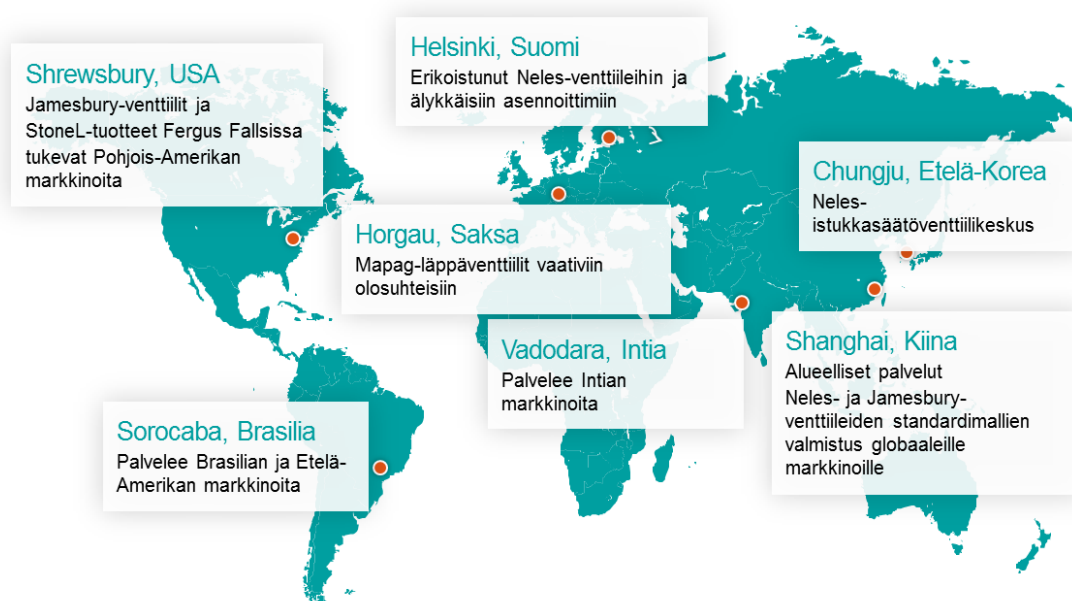 Helsinki, Suomi
Erikoistunut Neles-venttiileihin ja
älykkäisiin asennoittimiin
Shrewsbury, USA
Jamesbury-venttiilit ja
StoneL-tuotteet Fergus Fallsissa
tukevat Pohjois-Amerikan
markkinoita
Chungju, Etelä-Korea
Neles-
istukkasäätöventtiilikeskus
Horgau, Saksa
Mapag-läppäventtiilit vaativiin
olosuhteisiin
Vadodara, Intia
Palvelee Intian
markkinoita
Shanghai, Kiina
Alueelliset palvelut
Neles- ja Jamesbury-
venttiileiden standardimallien
valmistus globaaleille
markkinoille
Sorocaba, Brasilia
Palvelee Brasilian ja Etelä-
Amerikan markkinoita